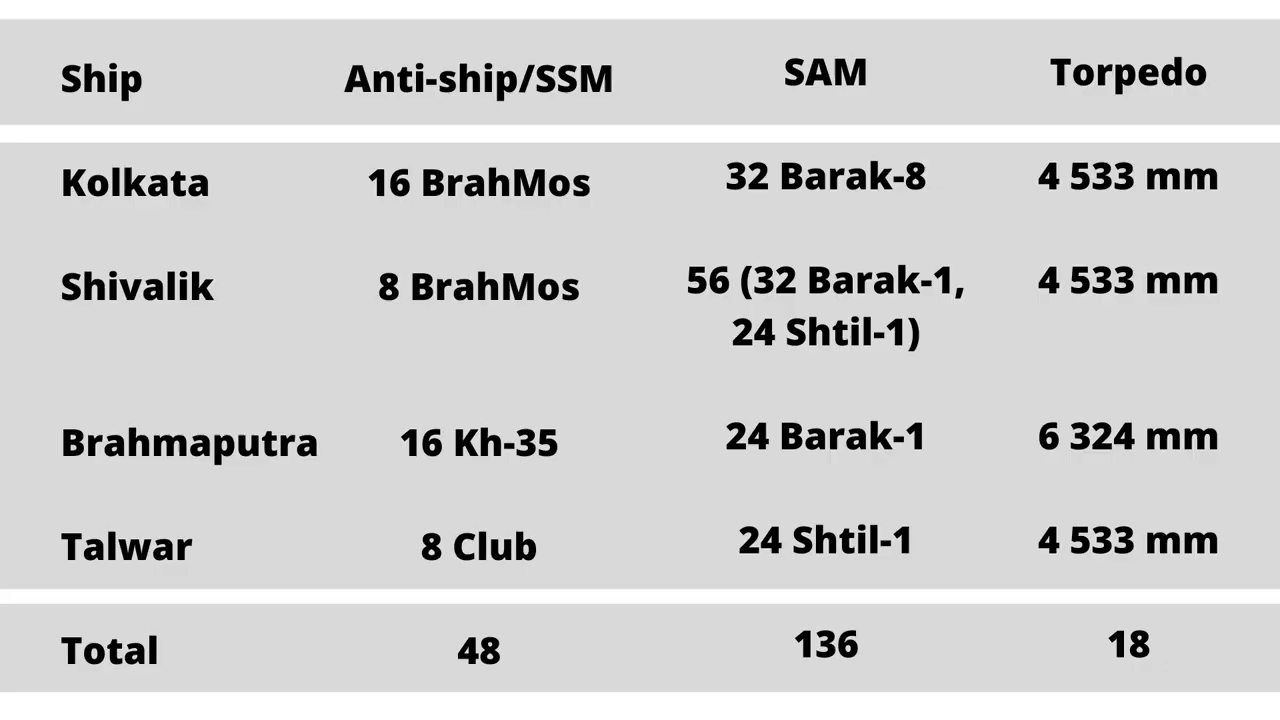 Ship Anti-ship/SSM SAM Torpedo
Kolkata 16 BrahMos 32 Barak-8 4 533 mm
Shivalik 8 BrahMos 56 (32 Barak-1, 4 533 mm
24 Shtil-1)
Brahmaputra 16 Kh-35 24 Barak-1 6 324 mm
Talwar 8 Club 24 Shtil-1 4 533 mm
Total 48 136 18